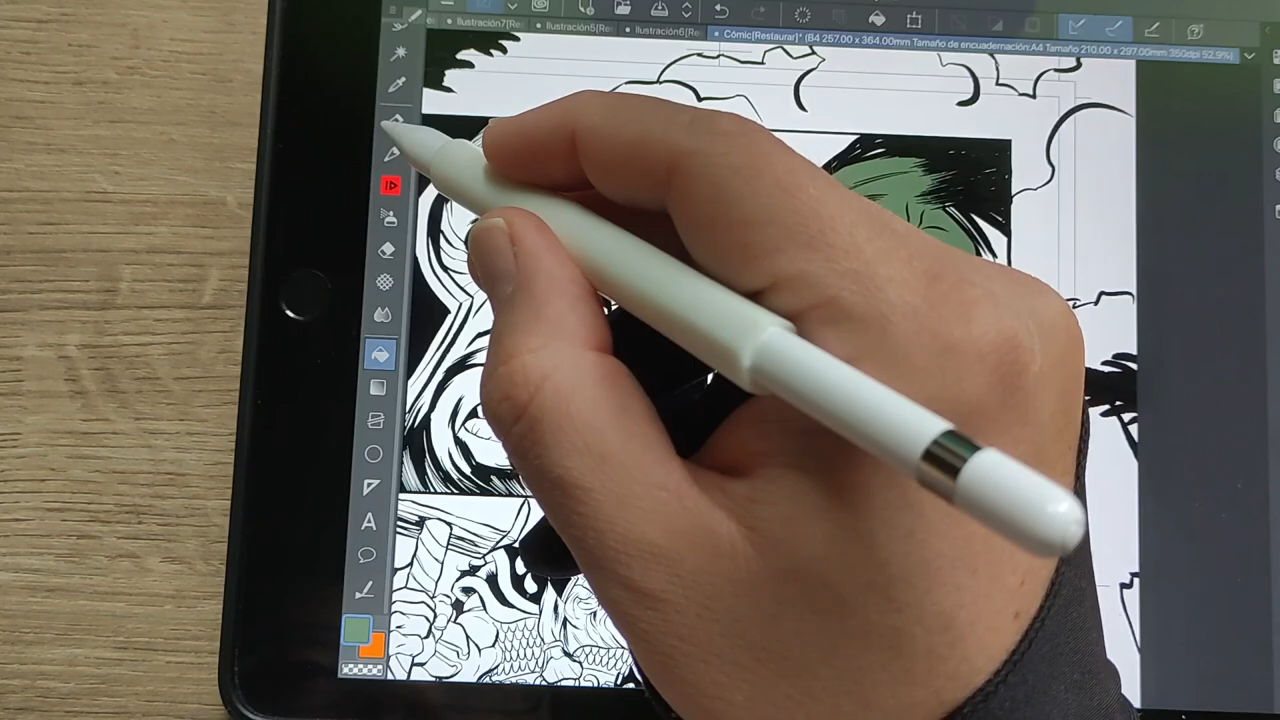 Ilustración7[Re
Ilustración5[Re
Ilustración6[Re
Cómic[Restaurar]* (B4 257.00 x 364.00mm Tamaño de encuadernación:A4 Tamaño 210.00 x 297.00mm 350dpi 52.9%)
A